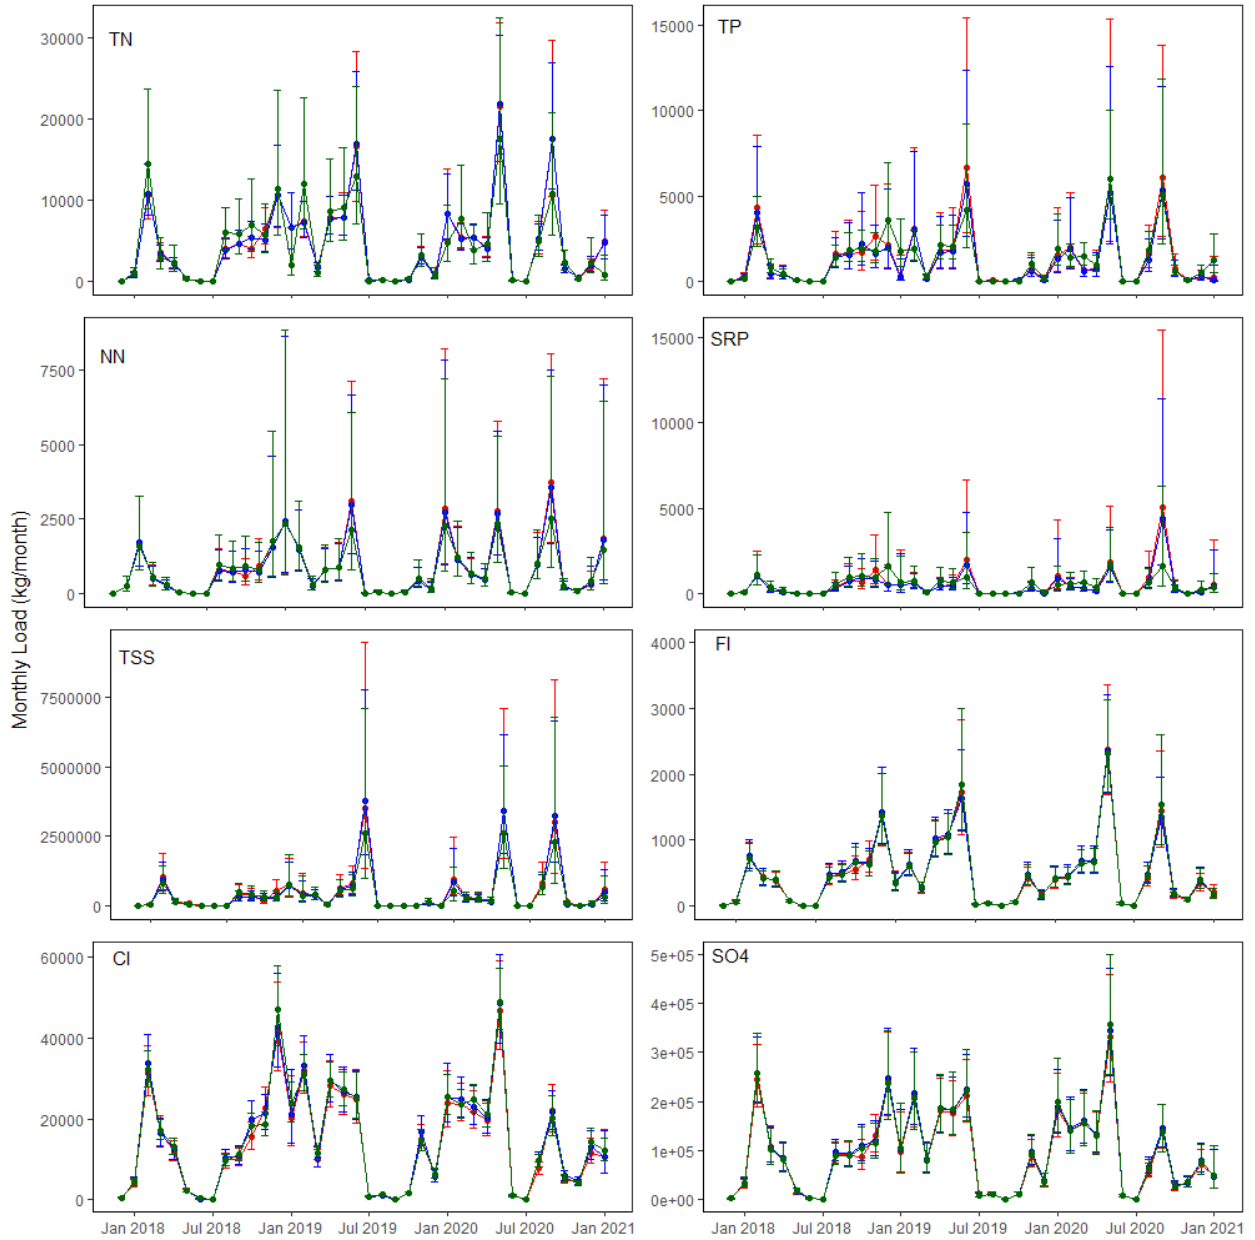 Monthly Load (kg/month)
TN
30000
20000
10000
0
TP
15000
10000
5000
0
NN
7500
5000
2500
0
SRP
15000
10000
5000
0
TSS
7500000
5000000
2500000
0
Fl
4000
3000
2000
1000
0
Cl
60000
40000
20000
0
SO4
5e+05
4e+05
3e+05
2e+05
1e+05
0e+00
Jan 2018 Jul 2018 Jan 2019 Jul 2019 Jan 2020 Jul 2020 Jan 2021
Jan 2018 Jul 2018 Jan 2019 Jul 2019 Jan 2020 Jul 2020 Jan 2021